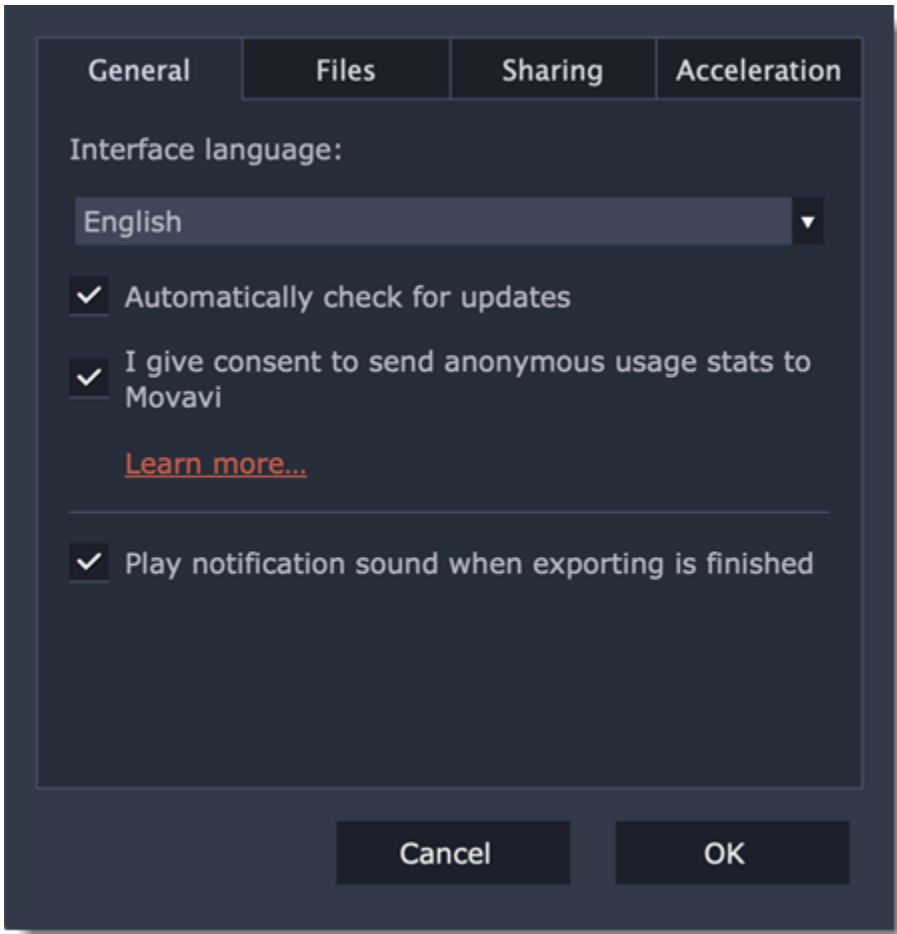 General Files Sharing Acceleration
Interface language:
English
Automatically check for updates
I give consent to send anonymous usage stats to
Movavi
Learn more...
Play notification sound when exporting is finished
Cancel OK